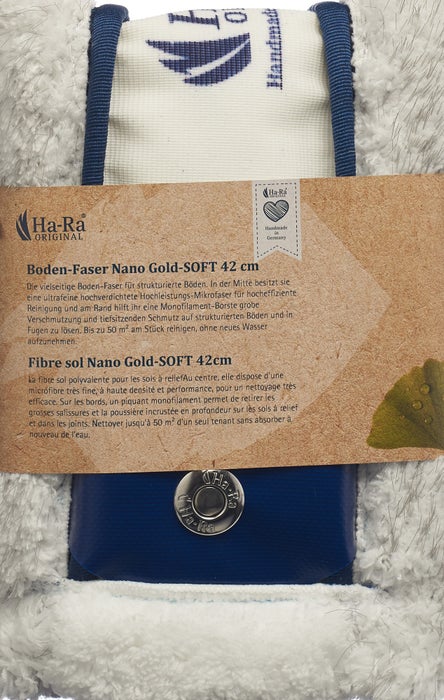 Ha
Handmade
Ha-Ra®
ORIGINAL
Ha-Ra
Handmade
in
Germany
Boden-Faser Nano Gold-SOFT 42 cm
Die vielseitige Boden-Faser für strukturierte Böden. In der Mitte besitzt sie
eine ultrafeine hochverdichtete Hochleistungs-Mikrofaser für hocheffiziente
Reinigung und am Rand hilft ihr eine Monofilament-Borste grobe
Verschmutzung und tiefsitzenden Schmutz auf strukturierten Böden und in
Fugen zu lösen. Bis zu 50 m² am Stück reinigen, ohne neues Wasser
aufzunehmen.
Fibre sol Nano Gold-SOFT 42cm
La fibre sol polyvalente pour les sols à reliefAu centre, elle dispose d'une
microfibre très fine, à haute densité et performance, pour un nettoyage très
efficace. Sur les bords, un piquant monofilament permet de retirer les
grosses salissures et la poussière incrustée en profondeur sur les sols à relief
et dans les joints. Nettoyer jusqu'à 50 m² d'un seul tenant sans absorber à
nouveau de l'eau.
Ha-Ra
Ha-Ra